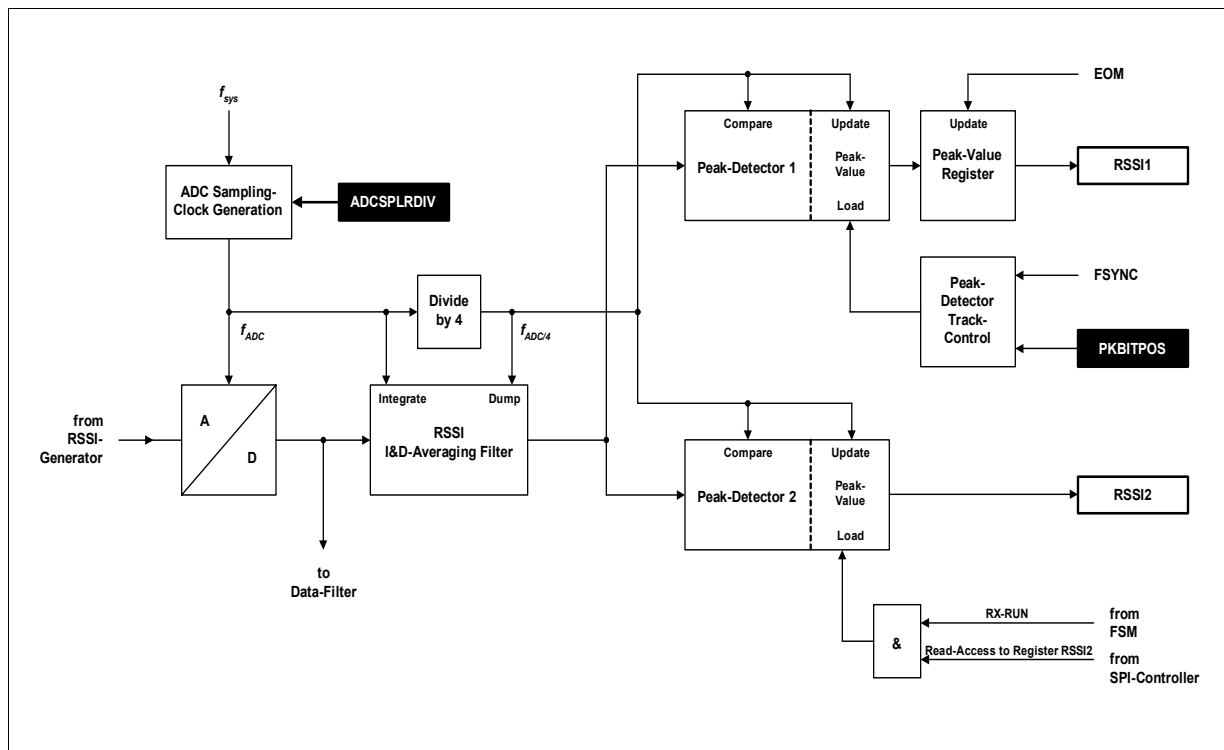 EOM
f sys
Compare
Update
Update
Peak-Detector 1
Peak-
Value
Peak-Value
Register
RSSI1
ADC Sampling-
Clock Generation
ADCSPLRDIV
Load
Divide
by 4
Peak-
Detector
Track-
Control
FSYNC
f ADC
f ADC/4
PKBITPOS
from
RSSI-
Generator
A
D
Integrate
Dump
RSSI
I&D-Averaging Filter
Compare
Update
Peak-Detector 2
Peak-
Value
RSSI2
Load
to
Data-Filter
&
RX-RUN
from
FSM
Read-Access to Register RSSI2
from
SPI-Controller